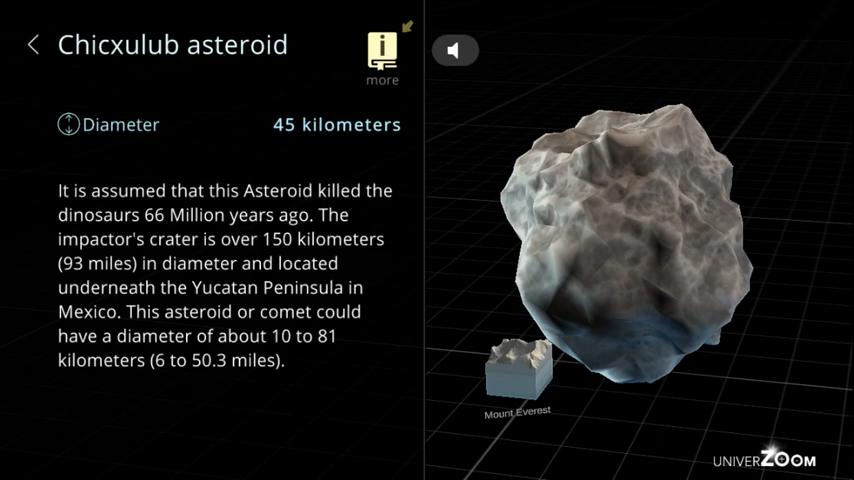 Chicxulub asteroid
i
more
Diameter
45 kilometers
It is assumed that this Asteroid killed the
dinosaurs 66 Million years ago. The
impactor's crater is over 150 kilometers
(93 miles) in diameter and located
underneath the Yucatan Peninsula in
Mexico. This asteroid or comet could
have a diameter of about 10 to 81
kilometers (6 to 50.3 miles).
Mount Everest
UNIVERZOOM